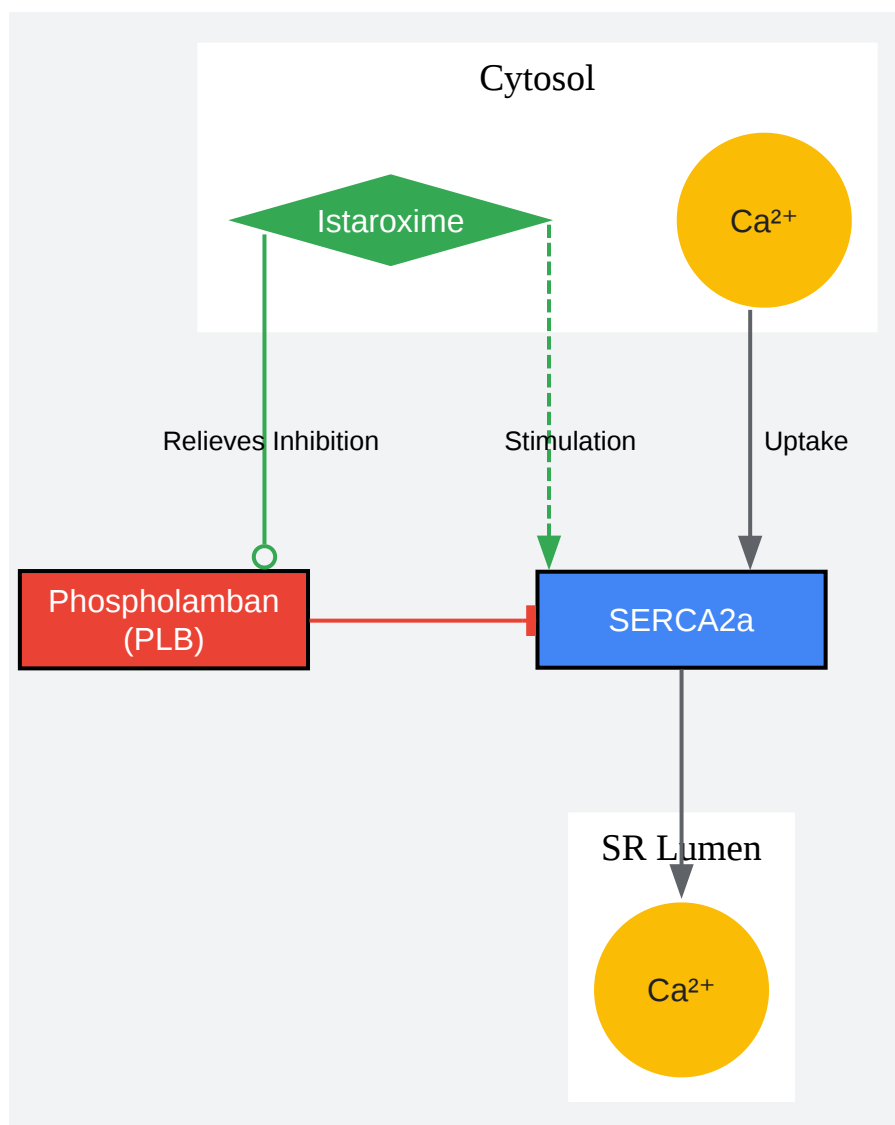 Cytosol
Istaroxime
Ca²⁺
Relieves Inhibition
Stimulation
Uptake
Phospholamban
(PLB)
SERCA2a
SR Lumen
Ca²⁺